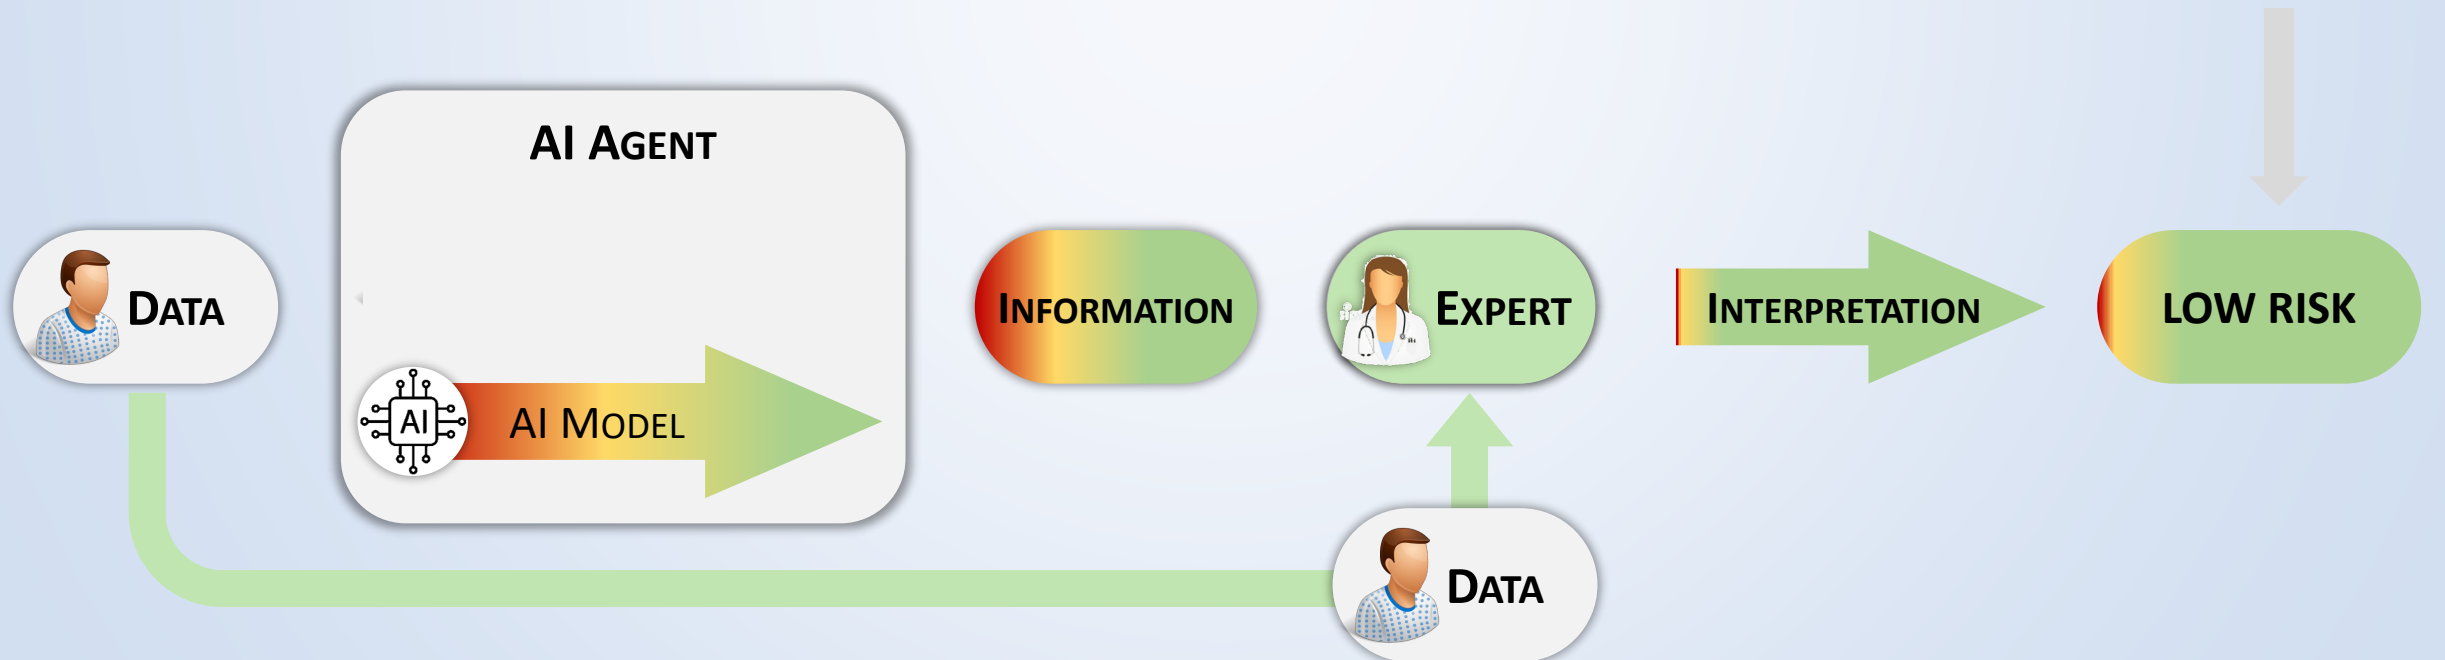 AI AGENT
DATA
AI
AI MODEL
INFORMATION
EXPERT
INTERPRETATION
LOW RISK
DATA